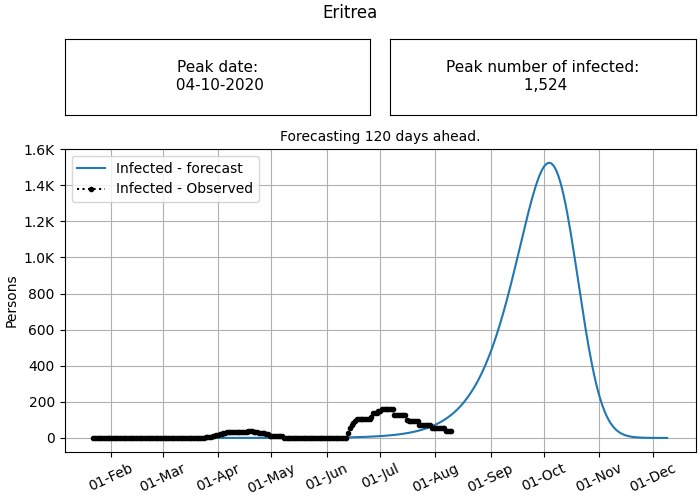 Eritrea
Peak date:
04-10-2020
Peak number of infected:
1,524
Forecasting 120 days ahead.
Infected - forecast
Infected - Observed
Persons
1.6K
1.4K
1.2K
1.0K
800
600
400
200
0
01-Feb
01-Mar
01-Apr
01-May
01-Jun
01-Jul
01-Aug
01-Sep
01-Oct
01-Nov
01-Dec